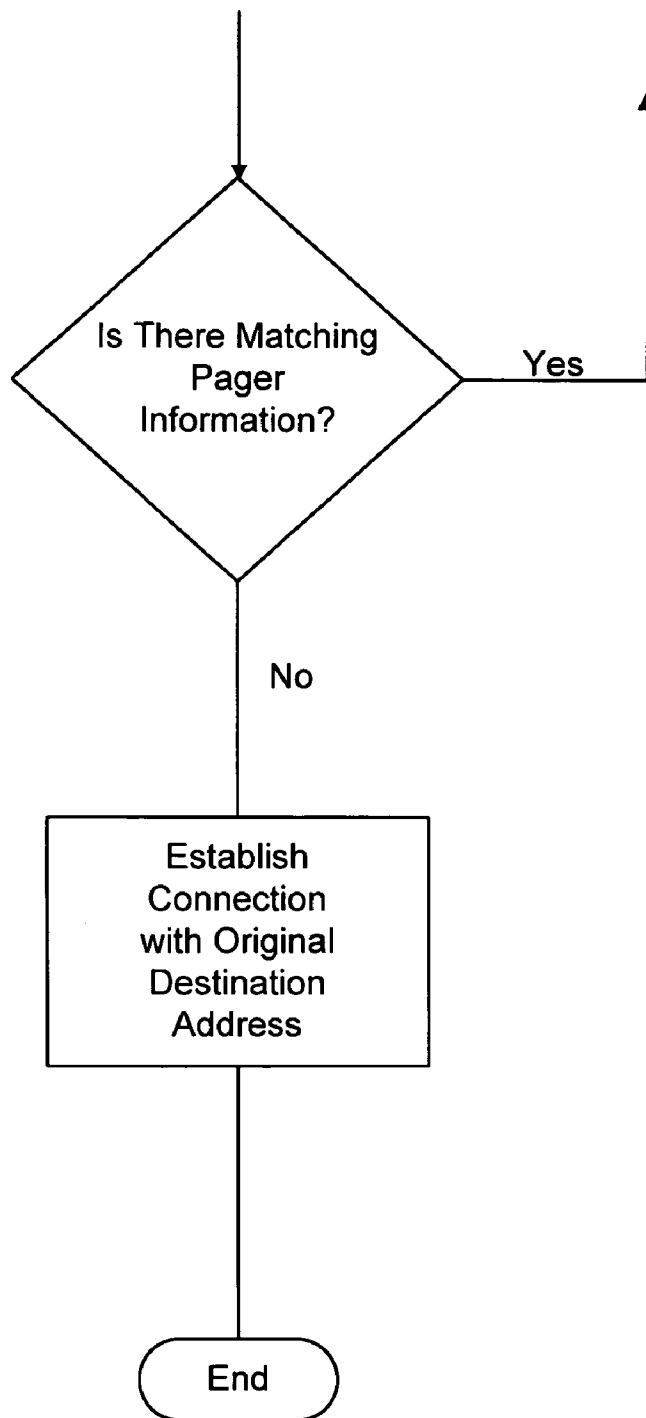 Is There Matching
Pager
Information?
Yes
No
Establish
Connection
with Original
Destination
Address
End